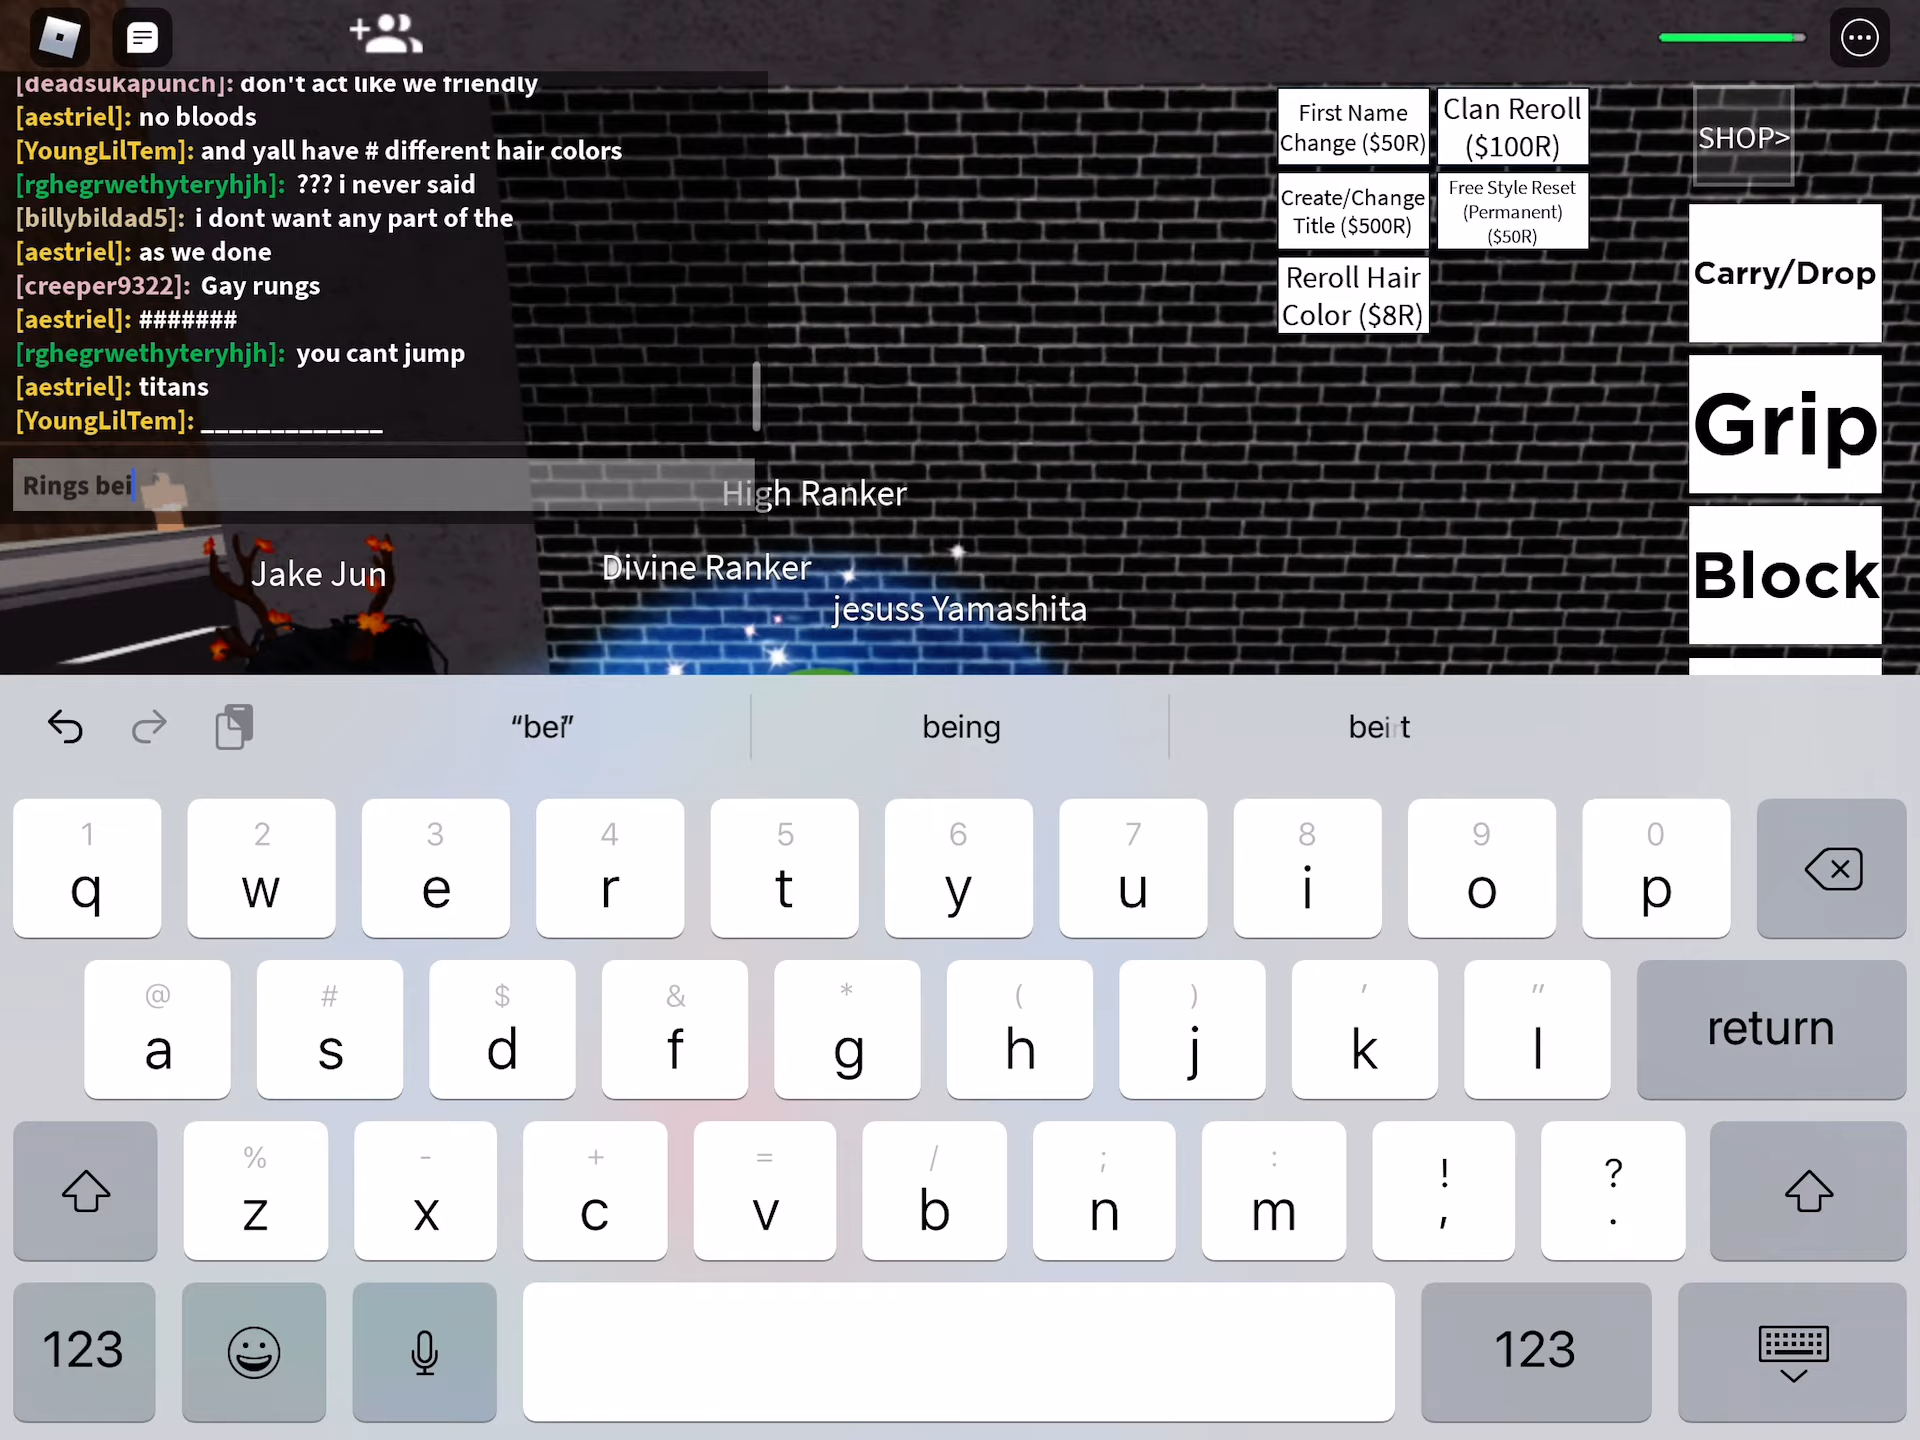 [deadsukapunch]: don't act like we friendly
[aestriel]: no bloods
[YoungLilTem]: and yall have # different hair colors
[rghegrwethyteryhjh]: ??? i never said
[billybildad5]: i dont want any part of the
[aestriel]: as we done
[creeper9322]: Gay rungs
[aestriel]: #######
[rghegrwethyteryhjh]: you cant jump
[aestriel]: titans
[YoungLilTem]: _____________
Rings bei
First Name
Change ($50R)
Clan Reroll
($100R)
Create/Change
Title ($500R)
Free Style Reset
(Permanent)
($50R)
Reroll Hair
Color ($8R)
SHOP>
Carry/Drop
Grip
Block
High Ranker
Jake Jun
Divine Ranker
jesuss Yamashita
“bei”
being
1 2 3 4 5 6 7 8 9 0
q w e r t y u i o p
@ # $ & * ( ) ' "
a s d f g h j k l return
% - + = / ; : ! ?
z x c v b n m , .
123 123